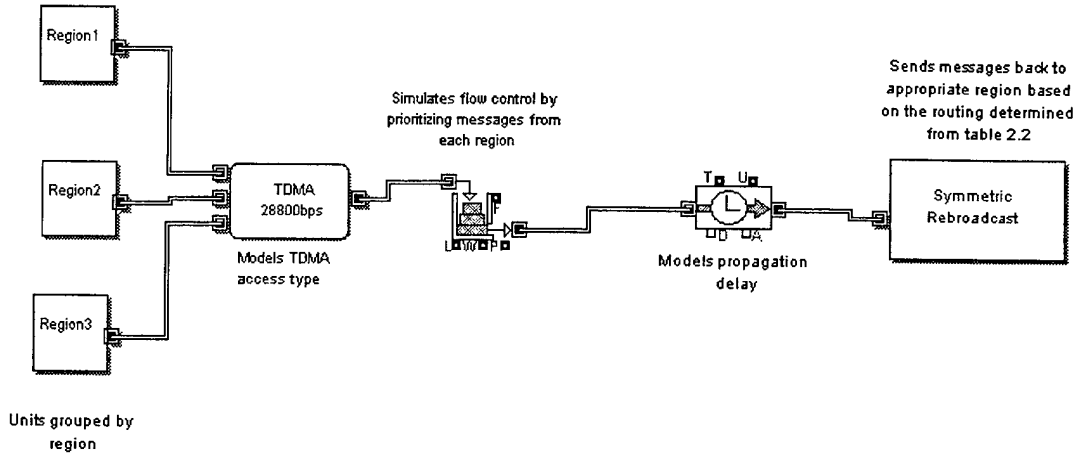 Region1
Region2
Region3
Units grouped by
region
TDMA
28800bps
Models TDMA
access type
Simulates flow control by
prioritizing messages from
each region
F
L W P
T U
D A
Models propagation
delay
Sends messages back to
appropriate region based
on the routing determined
from table 2.2
Symmetric
Rebroadcast